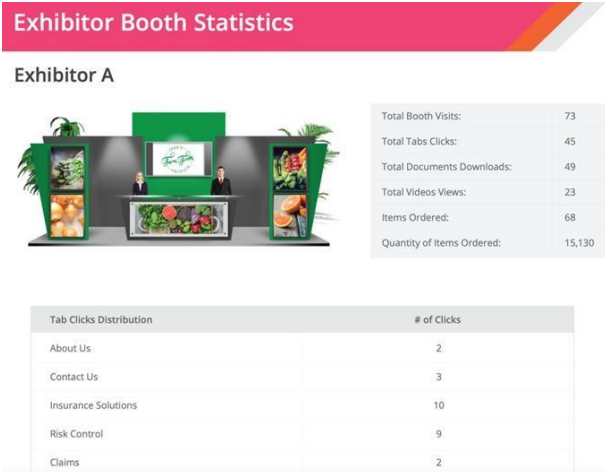 Exhibitor Booth Statistics
Exhibitor A
Total Booth Visits: 73
Total Tabs Clicks: 45
Total Documents Downloads: 49
Total Videos Views: 23
Items Ordered: 68
Quantity of Items Ordered: 15,130
Farm Fresh
Tab Clicks Distribution # of Clicks
About Us 2
Contact Us 3
Insurance Solutions 10
Risk Control 9
Claims 2